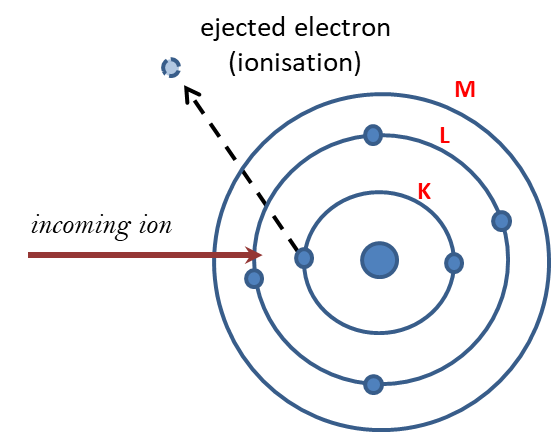 ejected electron
(ionisation)
M
L
K
incoming ion